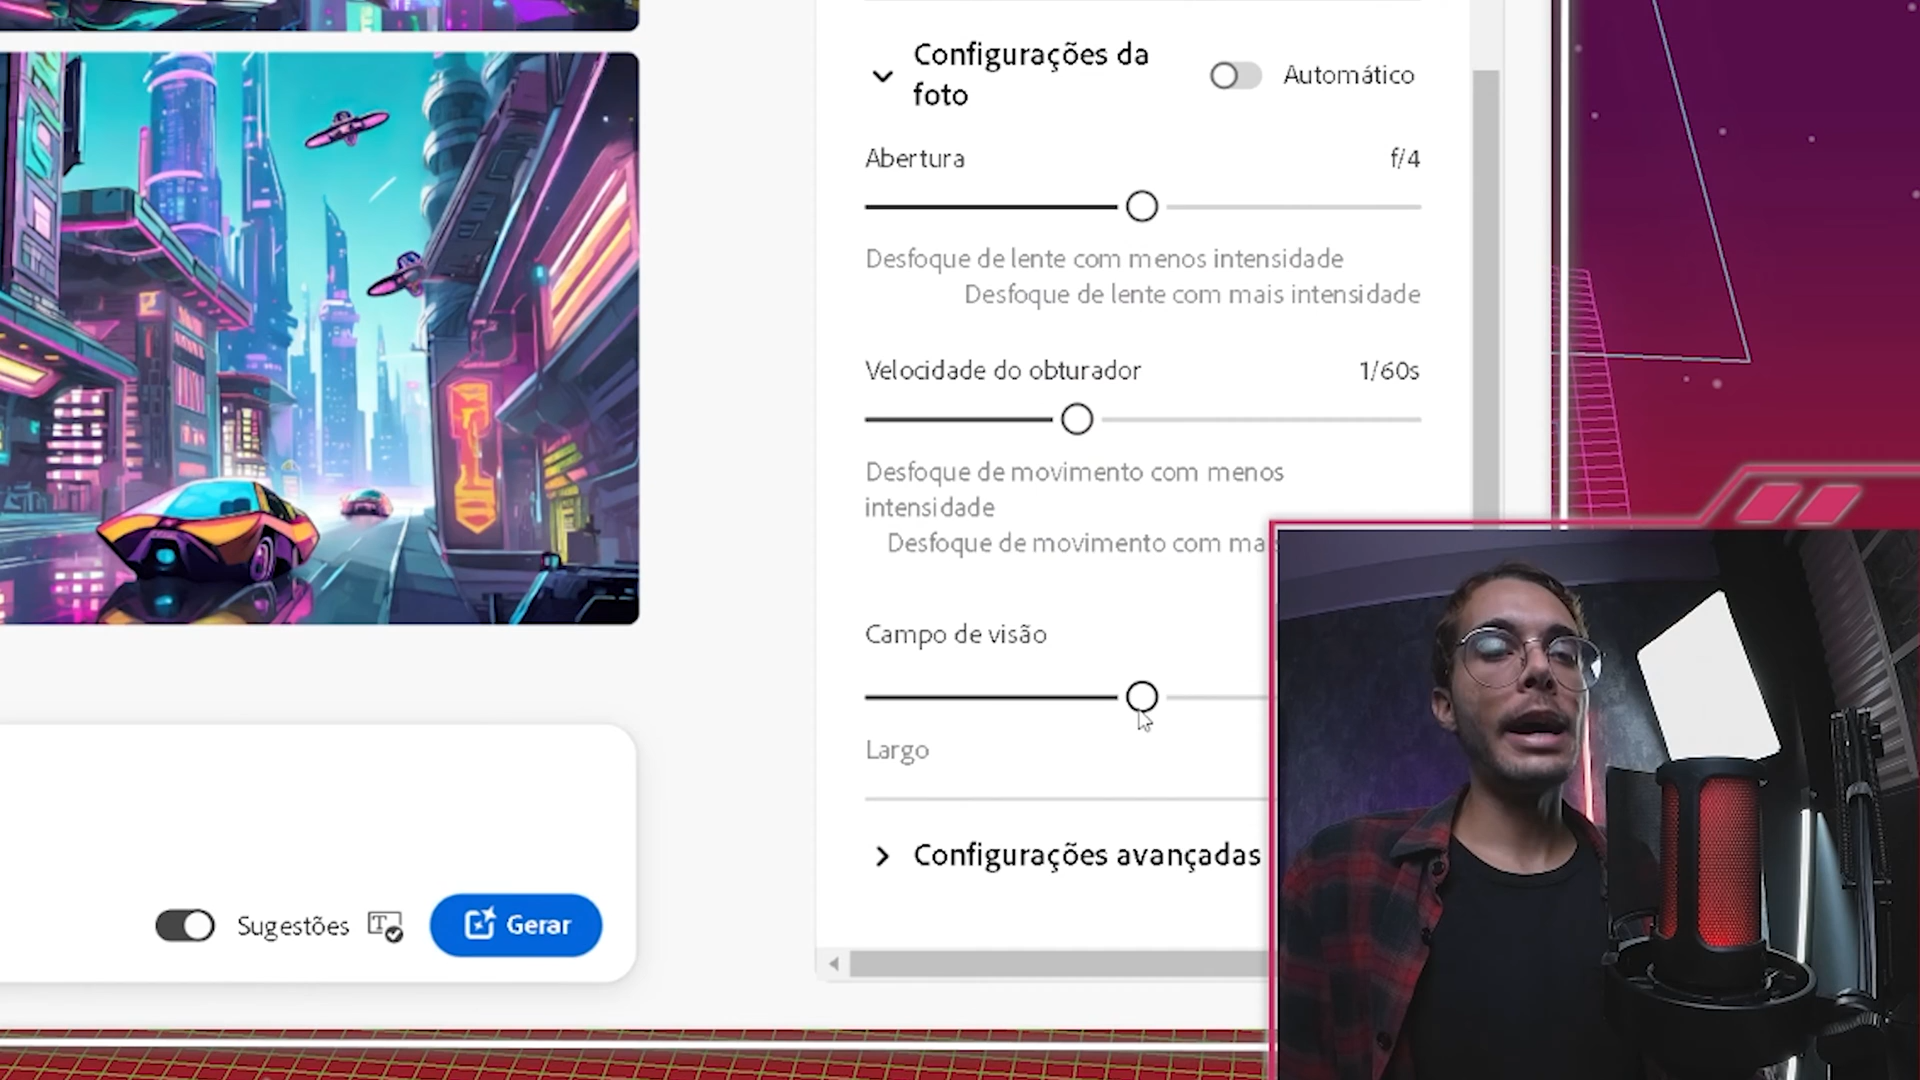 Configurações da
foto
Automático
Abertura
f/4
Desfoque de lente com menos intensidade
Desfoque de lente com mais intensidade
Velocidade do obturador
1/60s
Desfoque de movimento com menos
intensidade
Desfoque de movimento com
Campo de visão
Largo
Configurações avançadas
Sugestões
Gerar